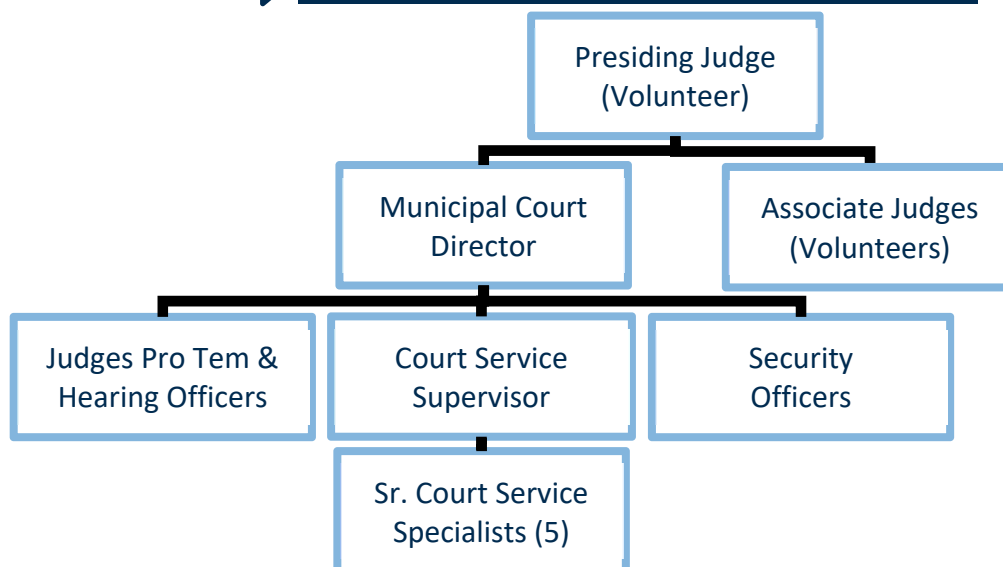 Presiding Judge
(Volunteer)
Municipal Court
Director
Associate Judges
(Volunteers)
Judges Pro Tem &
Hearing Officers
Court Service
Supervisor
Security
Officers
Sr. Court Service
Specialists (5)